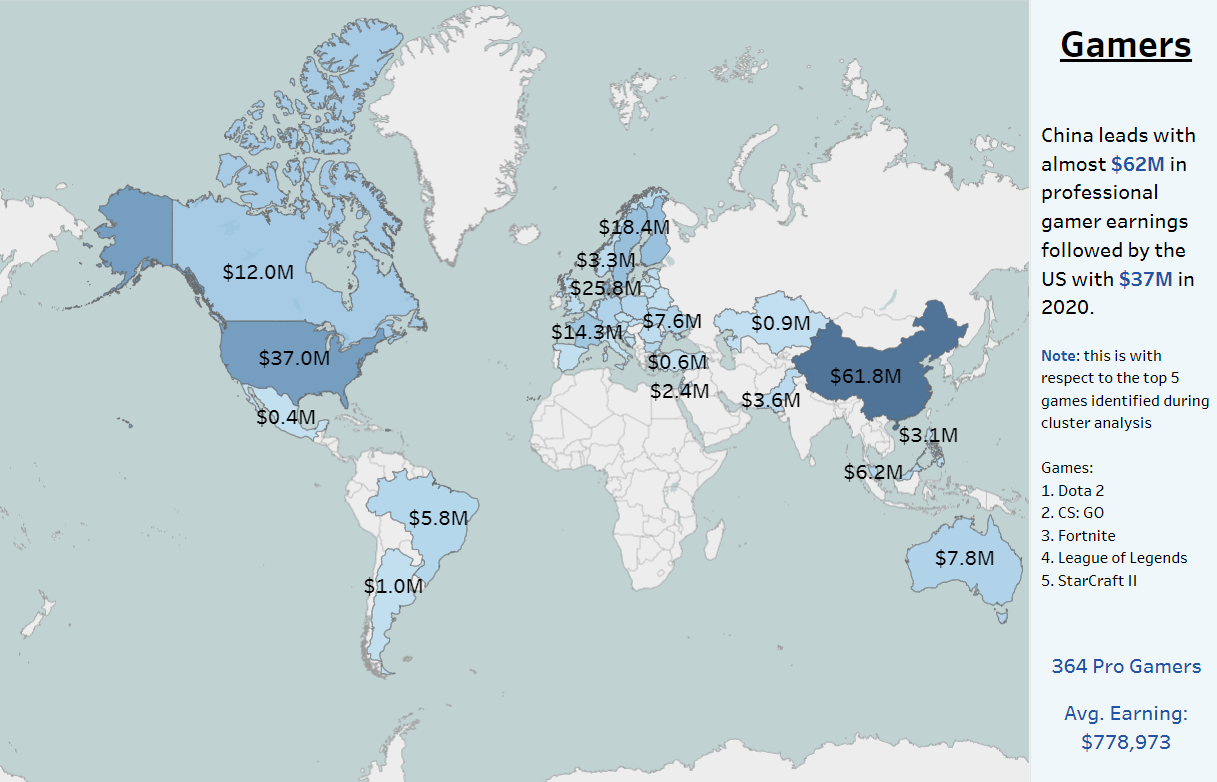 Gamers
China leads with
almost $62M in
professional
gamer earnings
followed by the
US with $37M in
2020.
Note: this is with
respect to the top 5
games identified during
cluster analysis
Games:
1. Dota 2
2. CS: GO
3. Fortnite
4. League of Legends
5. StarCraft II
364 Pro Gamers
Avg. Earning:
$778,973
$18.4M
$3.3M
$12.0M
$25.8M
$14.3M
$7.6M
$0.9M
$37.0M
$0.6M
$61.8M
$2.4M
$3.6M
$0.4M
$3.1M
$6.2M
$5.8M
$7.8M
$1.0M